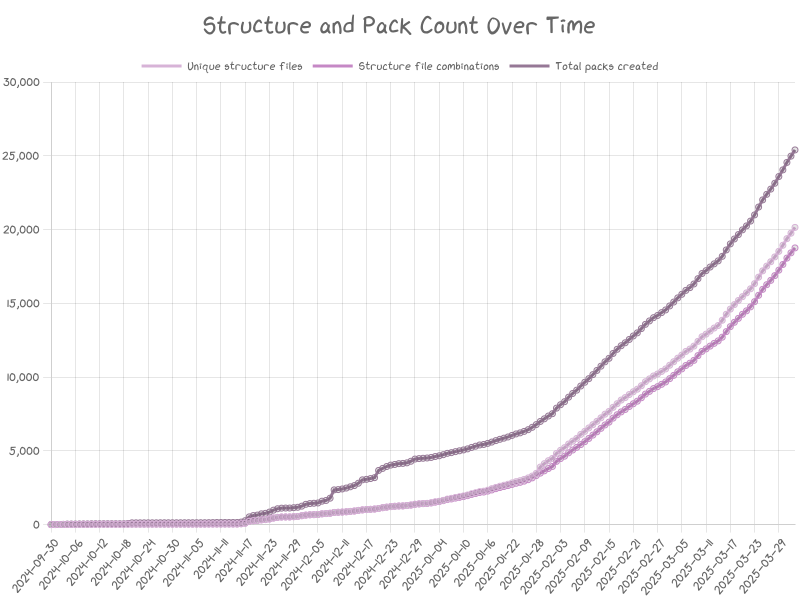 Structure and Pack Count Over Time
Unique structure files Structure file combinations Total packs created
30,000
25,000
20,000
15,000
10,000
5,000
0
2024-09-30 2024-10-06 2024-10-12 2024-10-18 2024-10-24 2024-10-30 2024-11-05 2024-11-11 2024-11-17 2024-11-23 2024-11-29 2024-12-05 2024-12-11 2024-12-17 2024-12-23 2024-12-29 2025-01-04 2025-01-10 2025-01-16 2025-01-22 2025-01-28 2025-02-03 2025-02-09 2025-02-15 2025-02-21 2025-02-27 2025-03-05 2025-03-11 2025-03-17 2025-03-23 2025-03-29